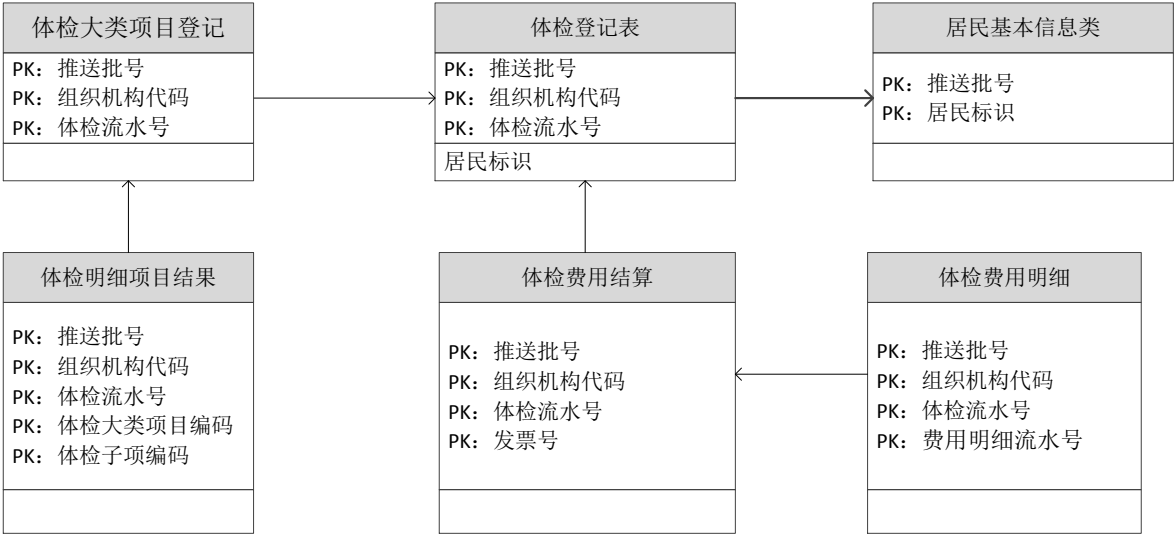 体检大类项目登记
PK：推送批号
PK：组织机构代码
PK：体检流水号
体检登记表
PK：推送批号
PK：组织机构代码
PK：体检流水号
居民标识
居民基本信息类
PK：推送批号
PK：居民标识
体检明细项目结果
PK：推送批号
PK：组织机构代码
PK：体检流水号
PK：体检大类项目编码
PK：体检子项编码
体检费用结算
PK：推送批号
PK：组织机构代码
PK：体检流水号
PK：发票号
体检费用明细
PK：推送批号
PK：组织机构代码
PK：体检流水号
PK：费用明细流水号